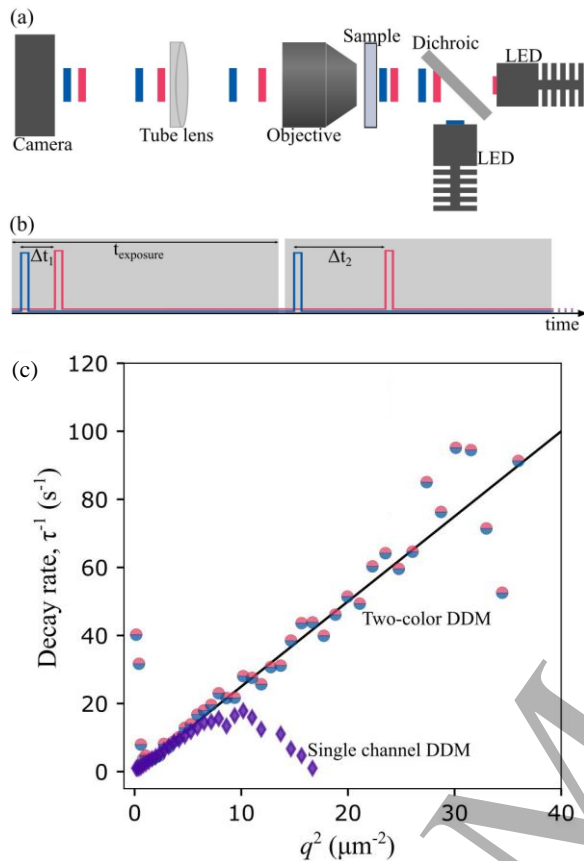 (a)
Sample
Dichroic
LED
Camera
Tube lens
Objective
LED
(b)
Δt1
texposure
Δt2
time
(c)
120
100
80
60
40
20
0
Decay rate, τ⁻¹ (s⁻¹)
Two-color DDM
Single channel DDM
0
10
20
30
40
q² (μm⁻²)
M